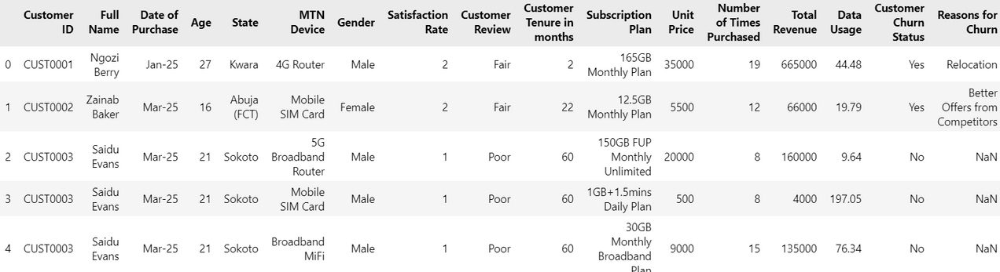 Customer ID Full Name Date of Purchase Age State MTN Device Gender Satisfaction Rate Customer Review Customer Tenure in months Subscription Plan Unit Price Number of Times Purchased Total Revenue Data Usage Customer Churn Status Reasons for Churn
0 CUST0001 Ngozi Berry Jan-25 27 Kwara 4G Router Male 2 Fair 2 165GB Monthly Plan 35000 19 665000 44.48 Yes Relocation
1 CUST0002 Zainab Baker Mar-25 16 Abuja (FCT) Mobile SIM Card Female 2 Fair 22 12.5GB Monthly Plan 5500 12 66000 19.79 Yes Better Offers from Competitors
2 CUST0003 Saidu Evans Mar-25 21 Sokoto 5G Broadband Router Male 1 Poor 60 150GB FUP Monthly Unlimited 20000 8 160000 9.64 No NaN
3 CUST0003 Saidu Evans Mar-25 21 Sokoto Mobile SIM Card Male 1 Poor 60 1GB+1.5mins Daily Plan 500 8 4000 197.05 No NaN
4 CUST0003 Saidu Evans Mar-25 21 Sokoto Broadband MiFi Male 1 Poor 60 30GB Monthly Broadband Plan 9000 15 135000 76.34 No NaN